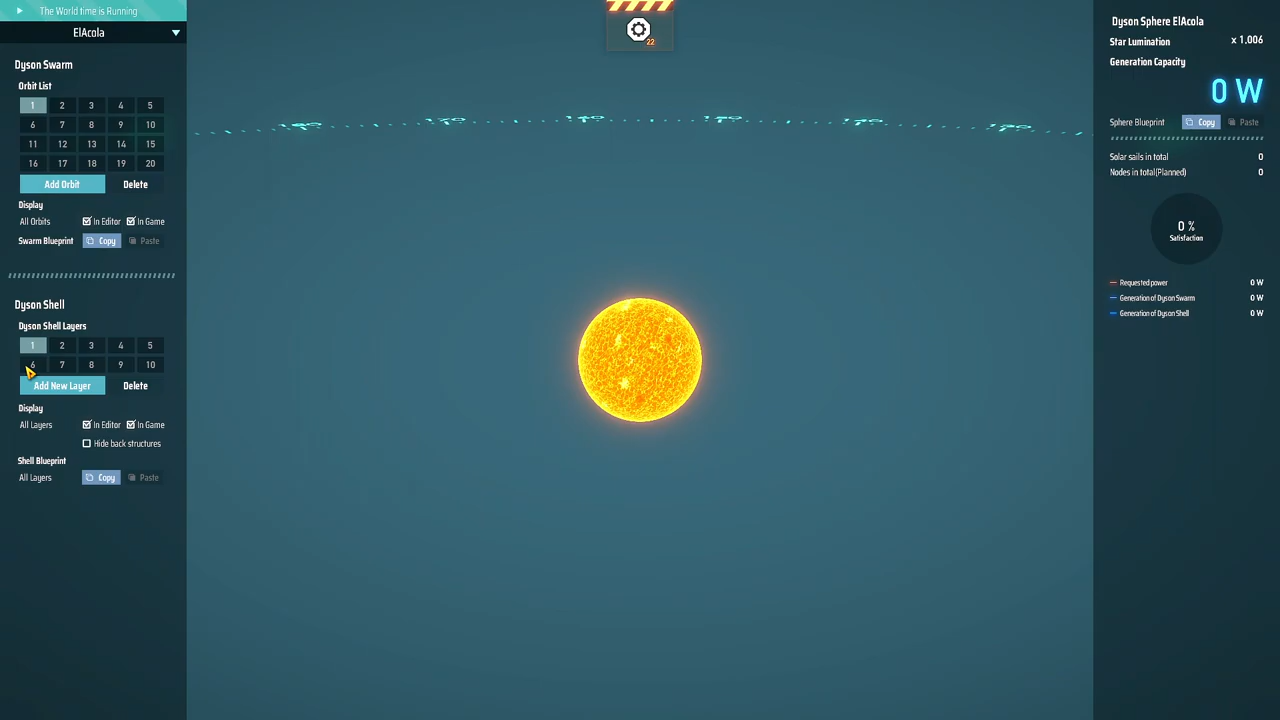 The World time is Running
ElAcola
Dyson Swarm
Orbit List
1 2 3 4 5
6 7 8 9 10
11 12 13 14 15
16 17 18 19 20
Add Orbit Delete
Display
All Orbits In Editor In Game
Swarm Blueprint Copy Paste
Dyson Shell
Dyson Shell Layers
1 2 3 4 5
6 7 8 9 10
Add New Layer Delete
Display
All Layers In Editor In Game
Hide back structures
Shell Blueprint
All Layers Copy Paste
22
Dyson Sphere ElAcola
Star Lumination x 1,006
Generation Capacity
0 W
Sphere Blueprint Copy Paste
Solar sails in total 0
Nodes in total(Planned) 0
0 %
Satisfaction
Requested power 0 W
Generation of Dyson Swarm 0 W
Generation of Dyson Shell 0 W